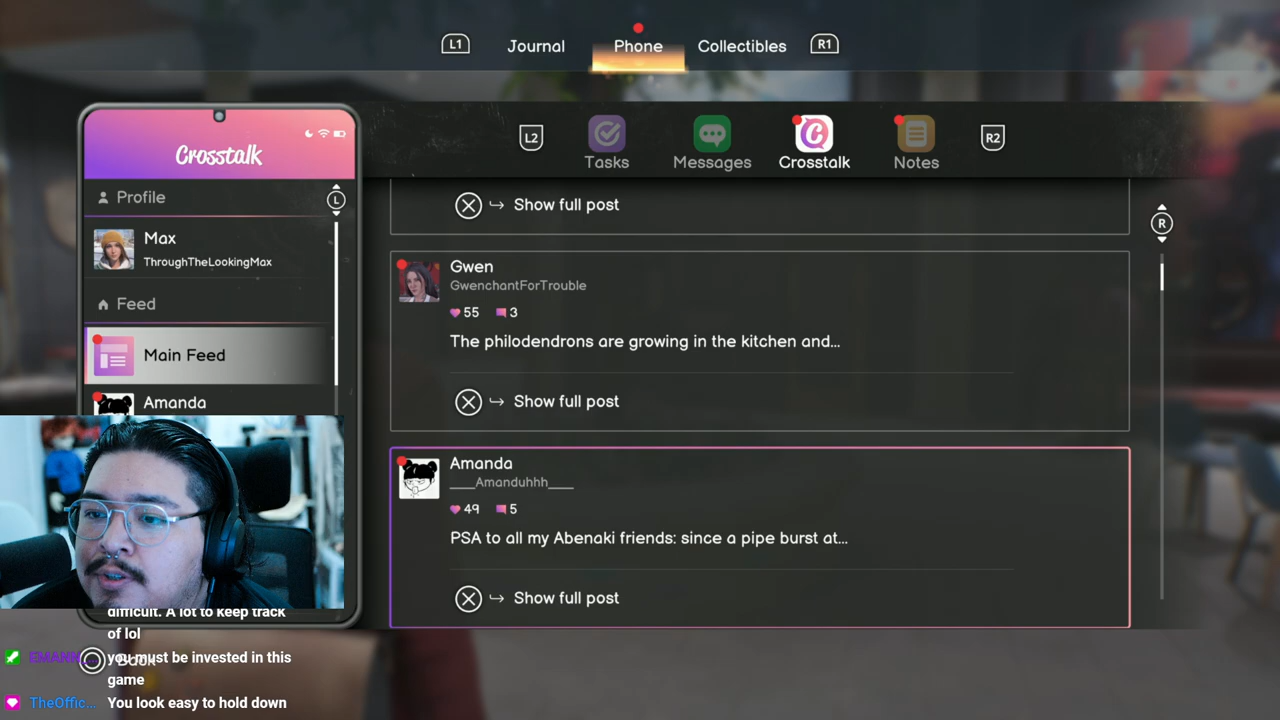 L1 Journal Phone Collectibles R1
Crosstalk
L2 Tasks Messages Crosstalk Notes R2
Profile
L
Max
ThroughTheLookingMax
Feed
Main Feed
Amanda
Show full post
R
Gwen
GwenchantForTrouble
55 3
The philodendrons are growing in the kitchen and...
Show full post
Amanda
____Amanduhhh____
49 5
PSA to all my Abenaki friends: since a pipe burst at...
Show full post
difficult. A lot to keep track
of lol
you must be invested in this
game
TheOffic... You look easy to hold down